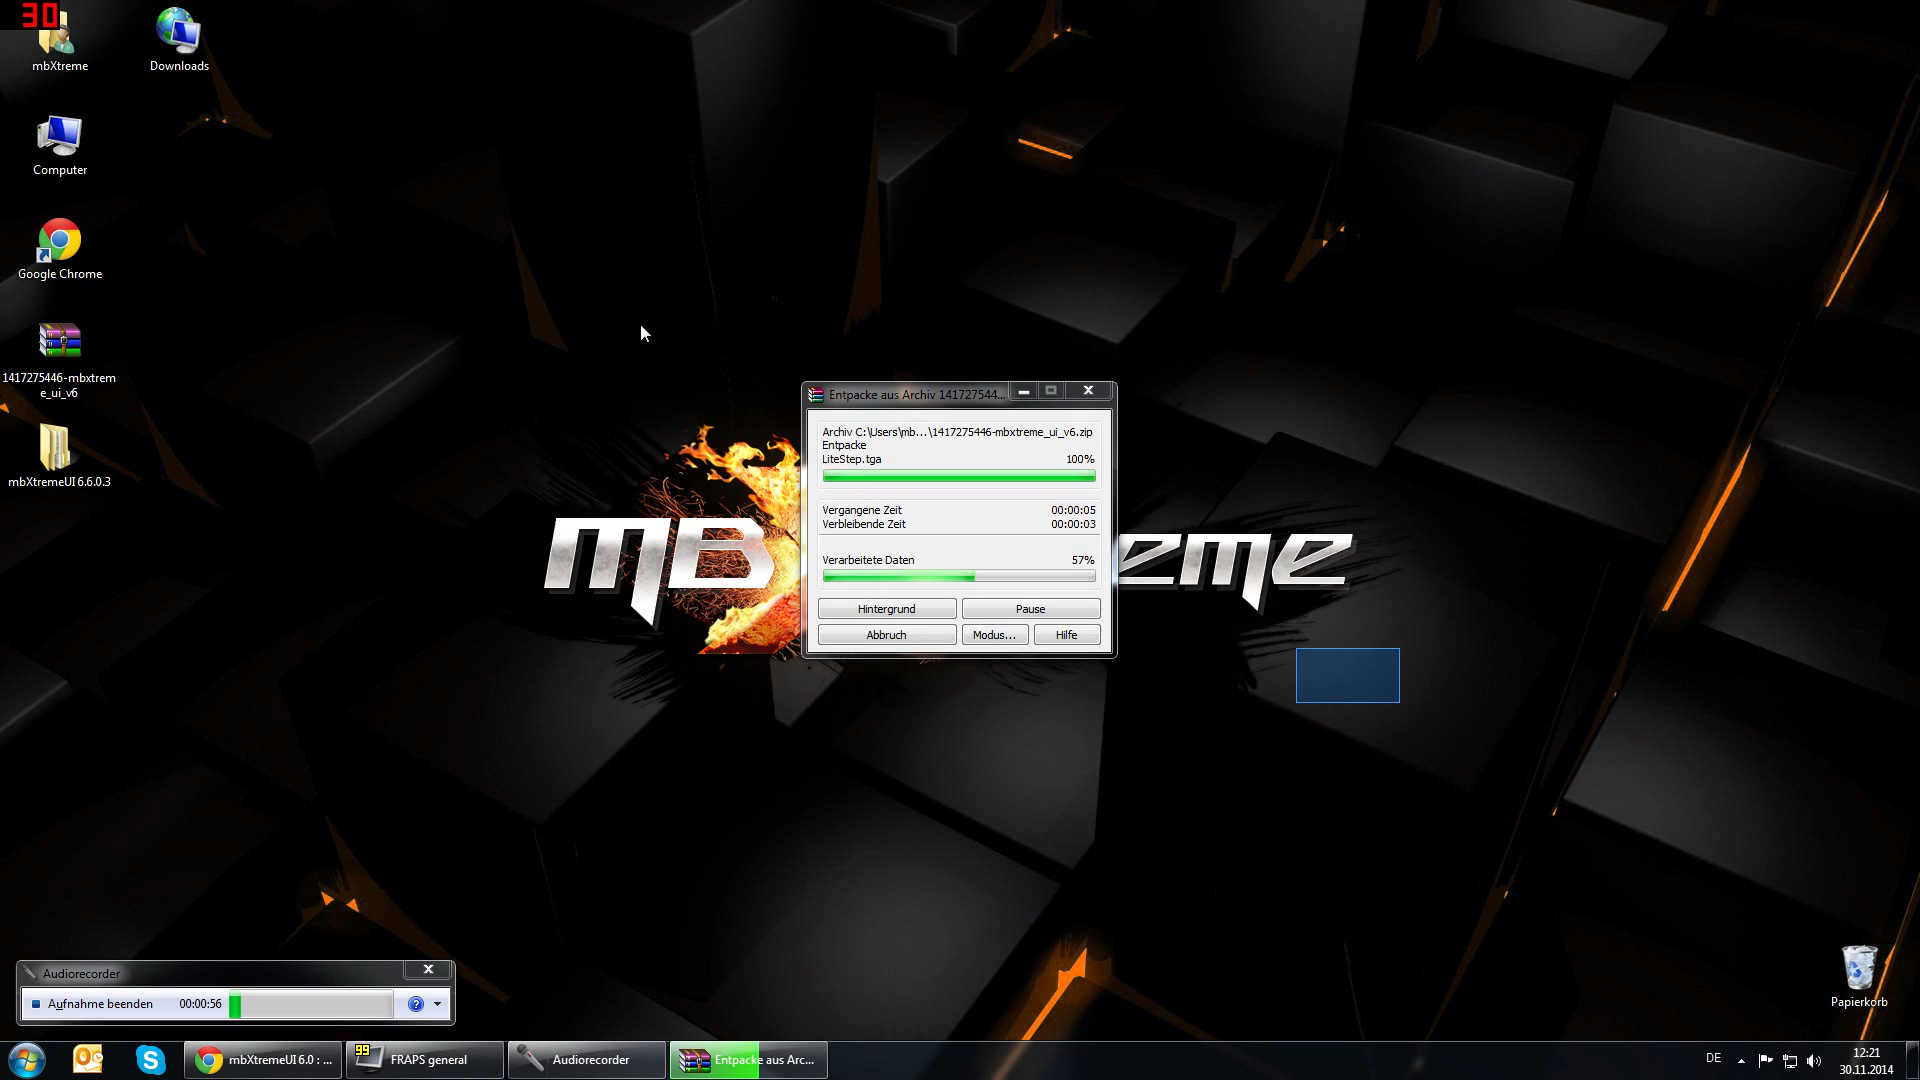 30
mbXtreme
Downloads
Computer
Google Chrome
1417275446-mbxtrem
e_ui_v6
mbXtremeUI 6.6.0.3
Entpacke aus Archiv 141727544...
Archiv C:\Users\mb...\1417275446-mbxtreme_ui_v6.zip
Entpacke
LiteStep.tga 100%
Vergangene Zeit 00:00:05
Verbleibende Zeit 00:00:03
Verarbeitete Daten 57%
Hintergrund Pause
Abbruch Modus... Hilfe
MB eme
Audiorecorder
Aufnahme beenden 00:00:56
Papierkorb
mbXtremeUI 6.0 : ...
99
FRAPS general
Audiorecorder
Entpacke aus Arc...
DE
12:21
30.11.2014